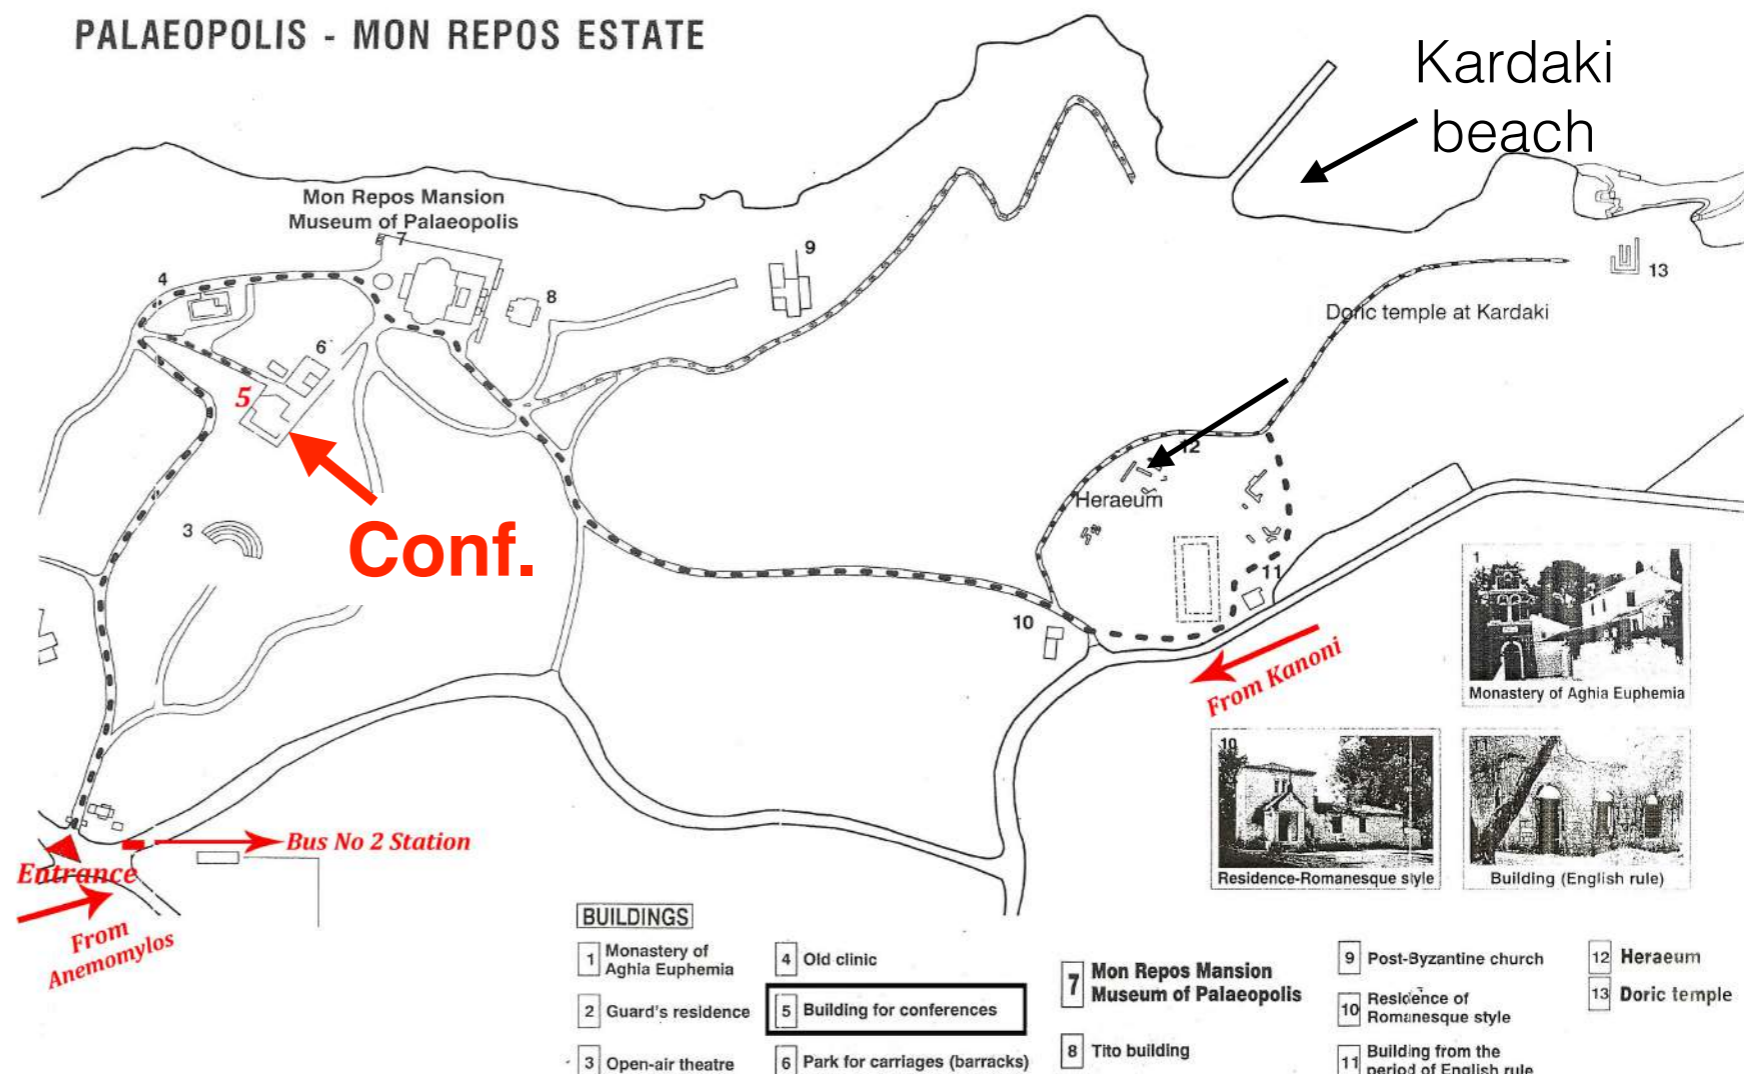 PALAEOPOLIS - MON REPOS ESTATE
Kardaki
beach
Mon Repos Mansion
Museum of Palaeopolis
7
9
4
8
13
Doric temple at Kardaki
6
5
12
Heraeum
3
Conf.
11
10
From Kanoni
1
Monastery of Aghia Euphemia
10
Residence-Romanesque style
Building (English rule)
Bus No 2 Station
Entrance
From
Anemomylos
BUILDINGS
1 Monastery of
Aghia Euphemia
2 Guard's residence
3 Open-air theatre
4 Old clinic
5 Building for conferences
6 Park for carriages (barracks)
7 Mon Repos Mansion
Museum of Palaeopolis
8 Tito building
9 Post-Byzantine church
10 Residence of
Romanesque style
11 Building from the
period of English rule
12 Heraeum
13 Doric temple